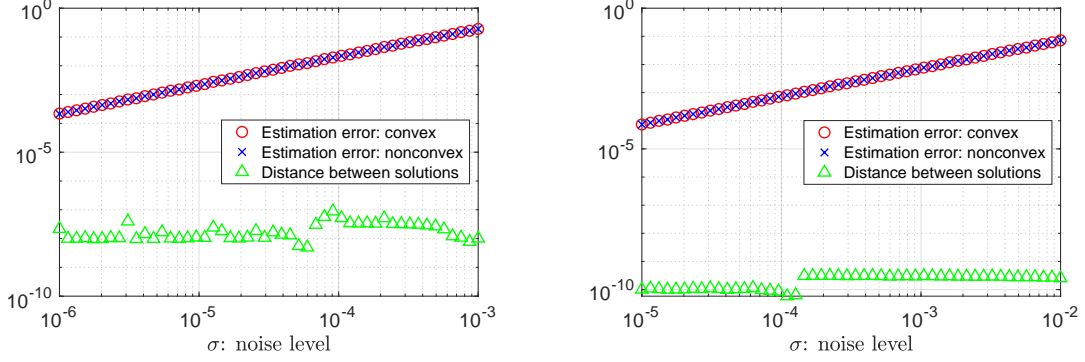 10^0
10^-5
10^-10
Estimation error: convex
Estimation error: nonconvex
Distance between solutions
10^-6
10^-5
10^-4
10^-3
σ: noise level
10^0
10^-5
10^-10
Estimation error: convex
Estimation error: nonconvex
Distance between solutions
10^-5
10^-4
10^-3
10^-2
σ: noise level